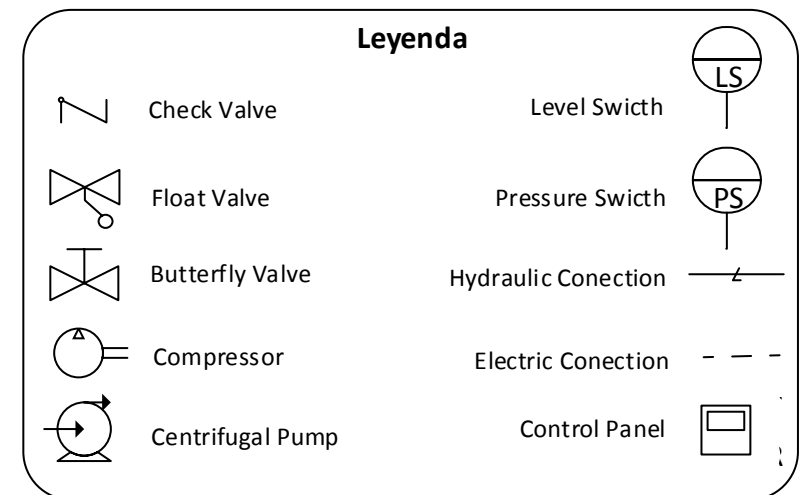 Leyenda
Check Valve
Level Swicth
LS
Float Valve
Pressure Swicth
PS
Butterfly Valve
Hydraulic Conection
Compressor
Electric Conection
Centrifugal Pump
Control Panel